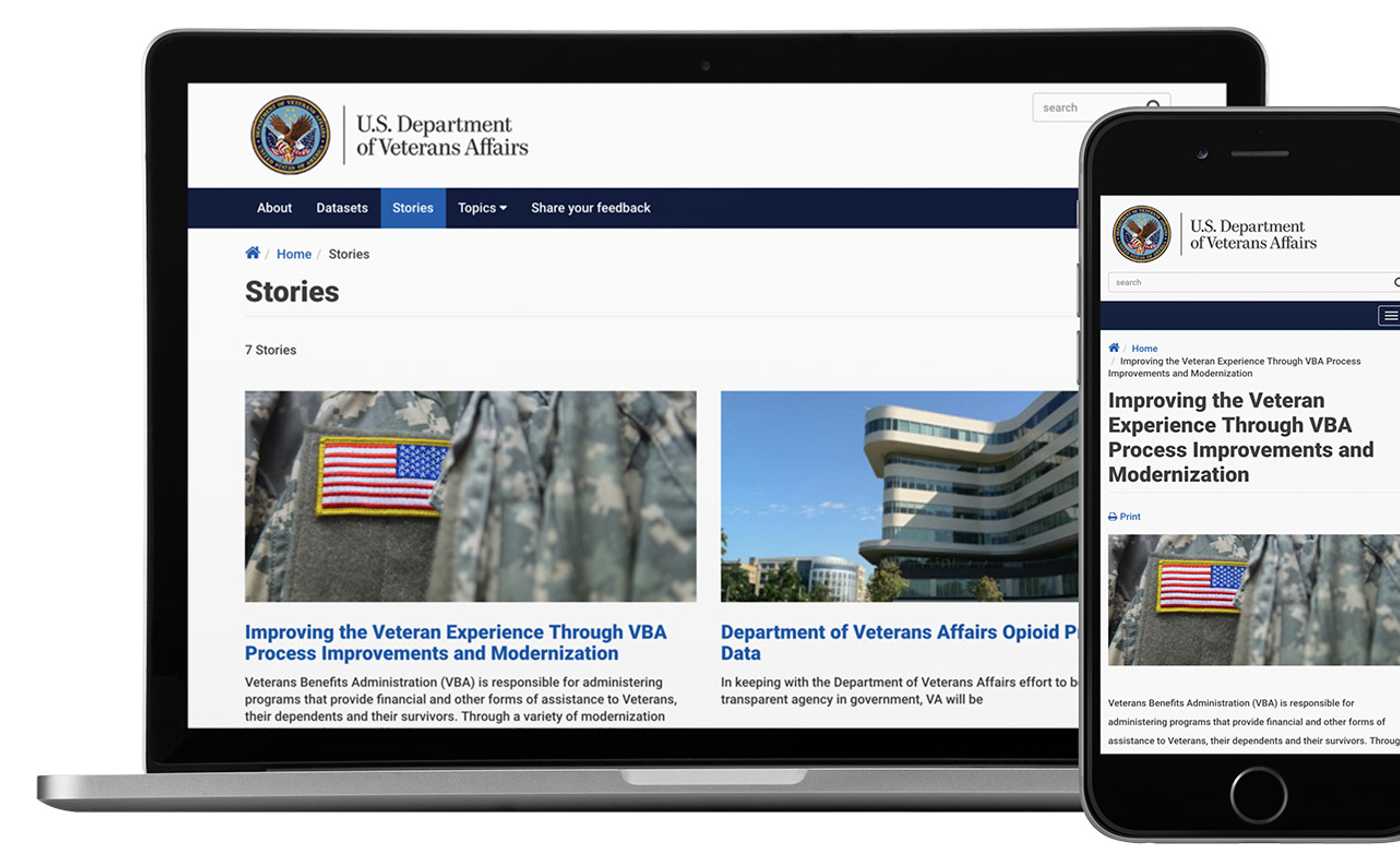 U.S. Department
of Veterans Affairs
search
About Datasets Stories Topics Share your feedback
/ Home / Stories
Stories
7 Stories
Improving the Veteran Experience Through VBA
Process Improvements and Modernization
Veterans Benefits Administration (VBA) is responsible for administering
programs that provide financial and other forms of assistance to Veterans,
their dependents and their survivors. Through a variety of modernization
Department of Veterans Affairs Opioid
Data
In keeping with the Department of Veterans Affairs effort to
transparent agency in government, VA will be
U.S. Department
of Veterans Affairs
search
/ Home
/ Improving the Veteran Experience Through VBA Process
Improvements and Modernization
Improving the Veteran
Experience Through VBA
Process Improvements and
Modernization
Print
Veterans Benefits Administration (VBA) is responsible for
administering programs that provide financial and other forms of
assistance to Veterans, their dependents and their survivors.